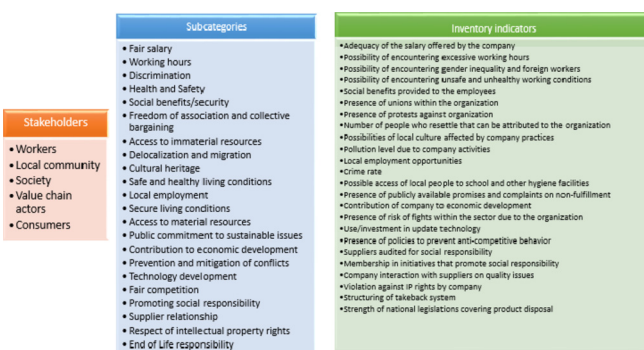 Stakeholders
• Workers
• Local community
• Society
• Value chain
actors
• Consumers
Subcategories
• Fair salary
• Working hours
• Discrimination
• Health and Safety
• Social benefits/security
• Freedom of association and collective
bargaining
• Access to immaterial resources
• Delocalization and migration
• Cultural heritage
• Safe and healthy living conditions
• Local employment
• Secure living conditions
• Access to material resources
• Public commitment to sustainable issues
• Contribution to economic development
• Prevention and mitigation of conflicts
• Technology development
• Fair competition
• Promoting social responsibility
• Supplier relationship
• Respect of intellectual property rights
• End of Life responsibility
Inventory indicators
•Adequacy of the salary offered by the company
•Possibility of encountering excessive working hours
•Possibility of encountering gender inequality and foreign workers
•Possibility of encountering unsafe and unhealthy working conditions
•Social benefits provided to the employees
•Presence of unions within the organization
•Presence of protests against organization
•Number of people who resettle that can be attributed to the organization
•Possibilities of local culture affected by company practices
•Pollution level due to company activities
•Local employment opportunities
•Crime rate
•Possible access of local people to school and other hygiene facilities
•Presence of publicly available promises and complaints on non-fulfillment
•Contribution of company to economic development
•Presence of risk of fights within the sector due to the organization
•Use/investment in update technology
•Presence of policies to prevent anti-competitive behavior
•Suppliers audited for social responsibility
•Membership in initiatives that promote social responsibility
•Company interaction with suppliers on quality issues
•Violation against IP rights by company
•Structuring of takeback system
•Strength of national legislations covering product disposal